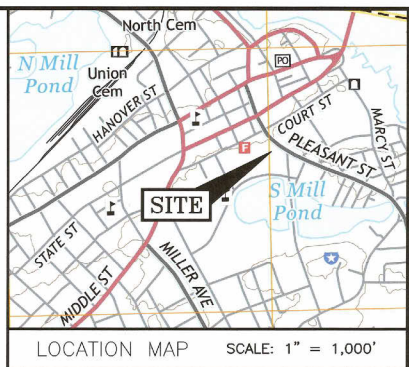 North Cem
N Mill
Pond
Union
Cem
HANOVER ST
PO
COURT ST
MARCY ST
PLEASANT ST
F
SITE
S Mill
Pond
STATE ST
MIDDLE ST
MILLER AVE
LOCATION MAP SCALE: 1" = 1,000'